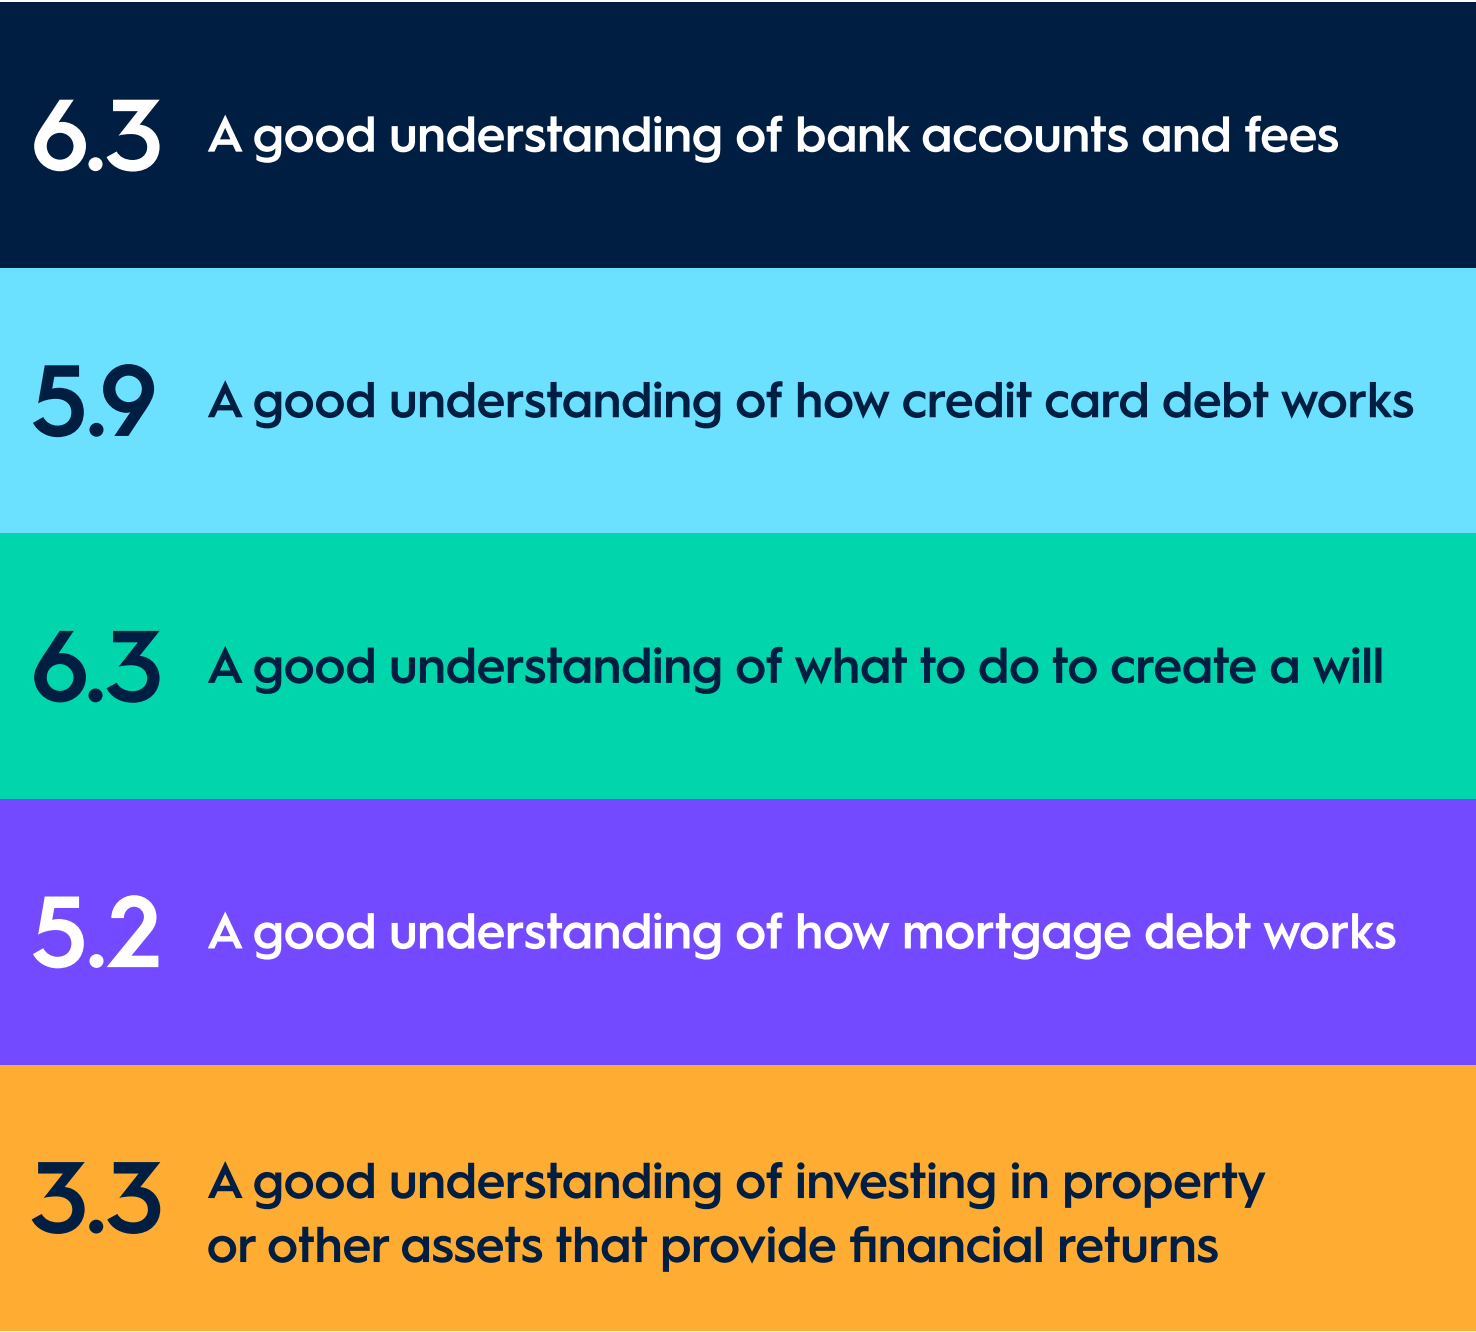 6.3 A good understanding of bank accounts and fees
5.9 A good understanding of how credit card debt works
6.3 A good understanding of what to do to create a will
5.2 A good understanding of how mortgage debt works
3.3 A good understanding of investing in property
or other assets that provide financial returns